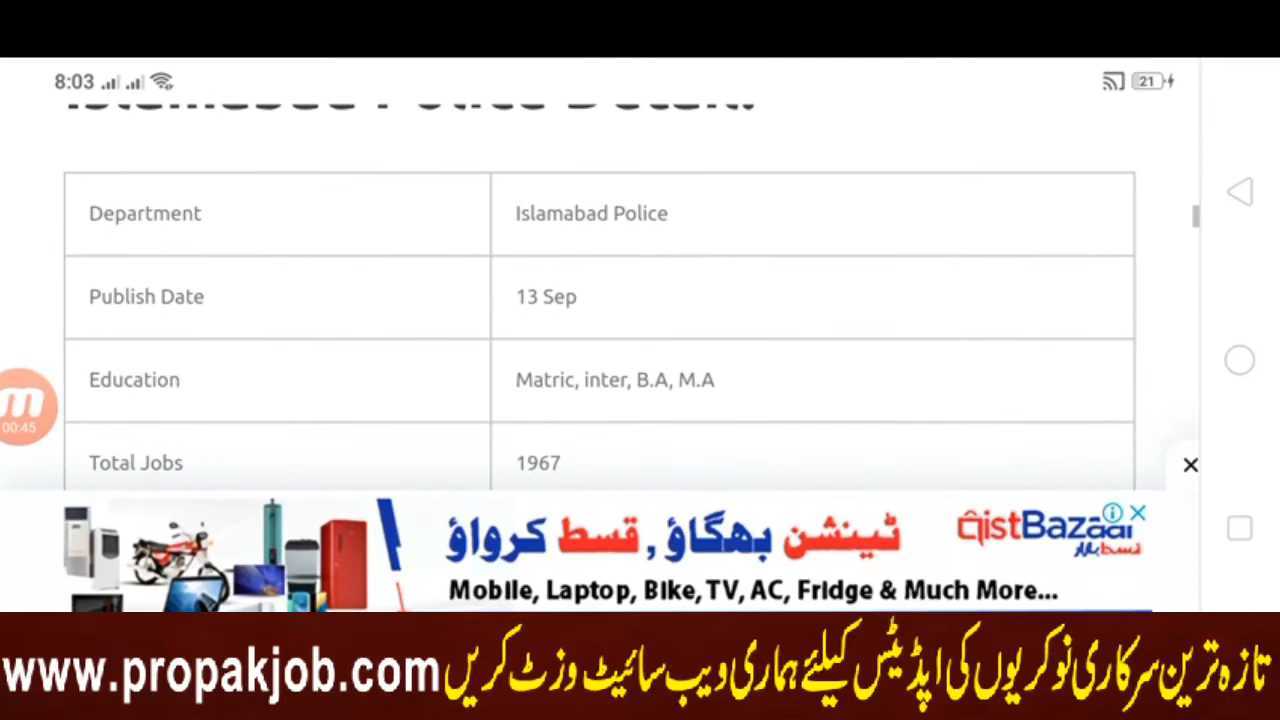 8:03
21
Department
Islamabad Police
Publish Date
13 Sep
Education
Matric, inter, B.A, M.A
00:45
Total Jobs
1967
ٹینشن بھگاؤ, قسط کرواؤ
QistBazaar
قسط بازار
Mobile, Laptop, Bike, TV, AC, Fridge & Much More...
تازہ ترین سرکاری نوکریوں کی اپڈیٹس کیلئے ہماری ویب سائیٹ وزٹ کریں www.propakjob.com